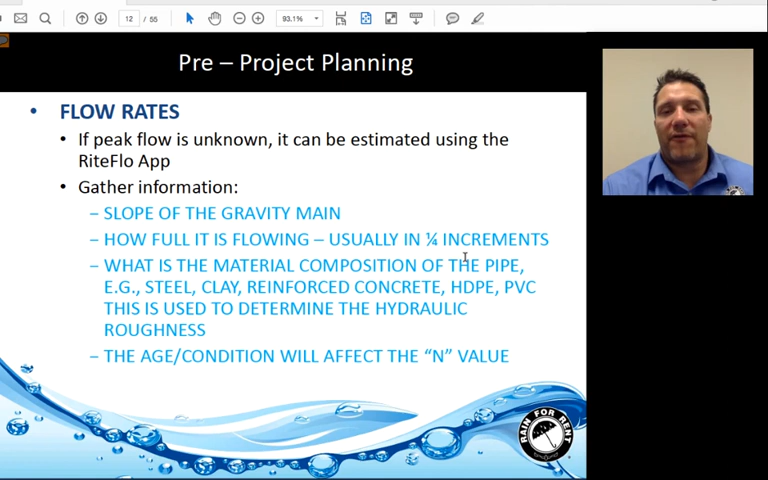 12 / 55
93.1%
Pre – Project Planning
• FLOW RATES
• If peak flow is unknown, it can be estimated using the
RiteFlo App
• Gather information:
– SLOPE OF THE GRAVITY MAIN
– HOW FULL IT IS FLOWING – USUALLY IN ¼ INCREMENTS
– WHAT IS THE MATERIAL COMPOSITION OF THE PIPE,
E.G., STEEL, CLAY, REINFORCED CONCRETE, HDPE, PVC
THIS IS USED TO DETERMINE THE HYDRAULIC
ROUGHNESS
– THE AGE/CONDITION WILL AFFECT THE “N” VALUE
RAIN FOR RENT